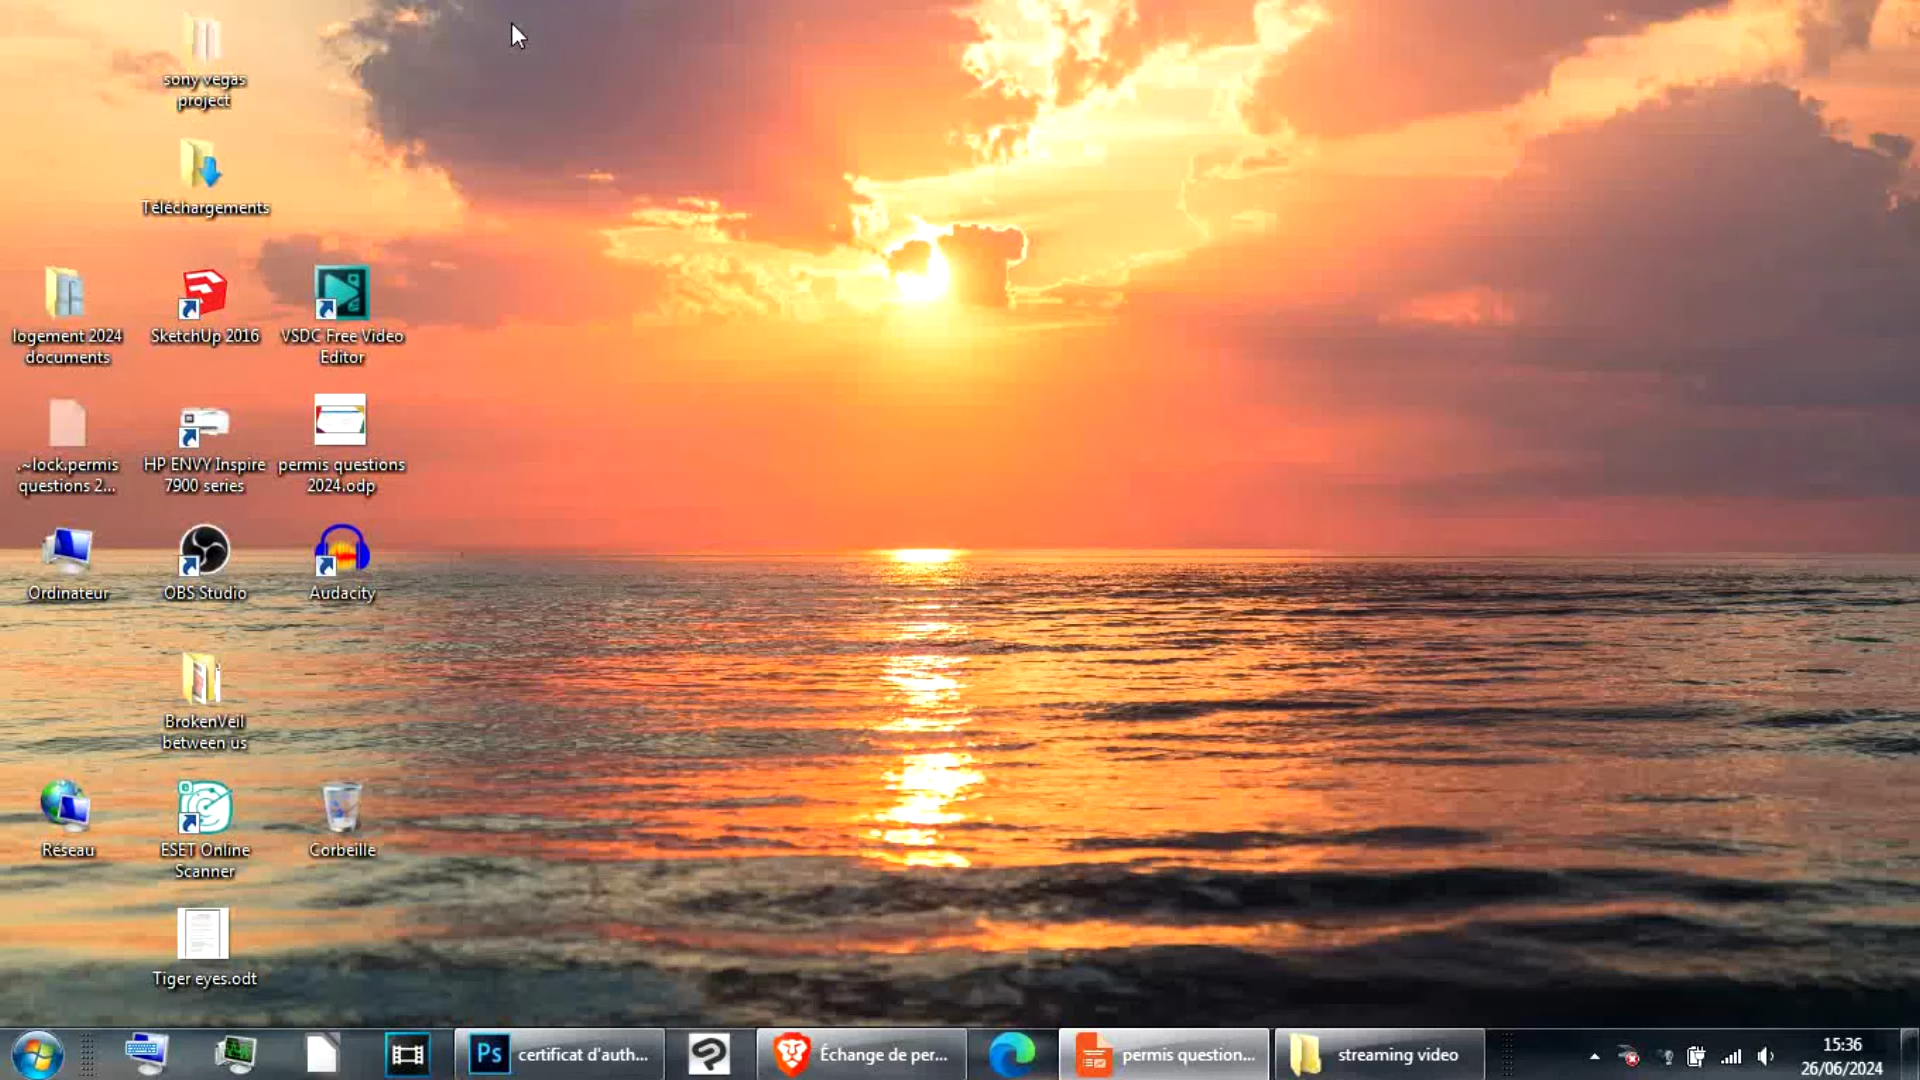 sony vegas
project
Téléchargements
logement 2024
documents
SketchUp 2016
VSDC Free Video
Editor
.~lock.permis
questions 2...
HP ENVY Inspire
7900 series
permis questions
2024.odp
Ordinateur
OBS Studio
Audacity
BrokenVeil
between us
Réseau
ESET Online
Scanner
Corbeille
Tiger eyes.odt
Ps
certificat d'auth...
Échange de per...
permis question...
streaming video
15:36
26/06/2024